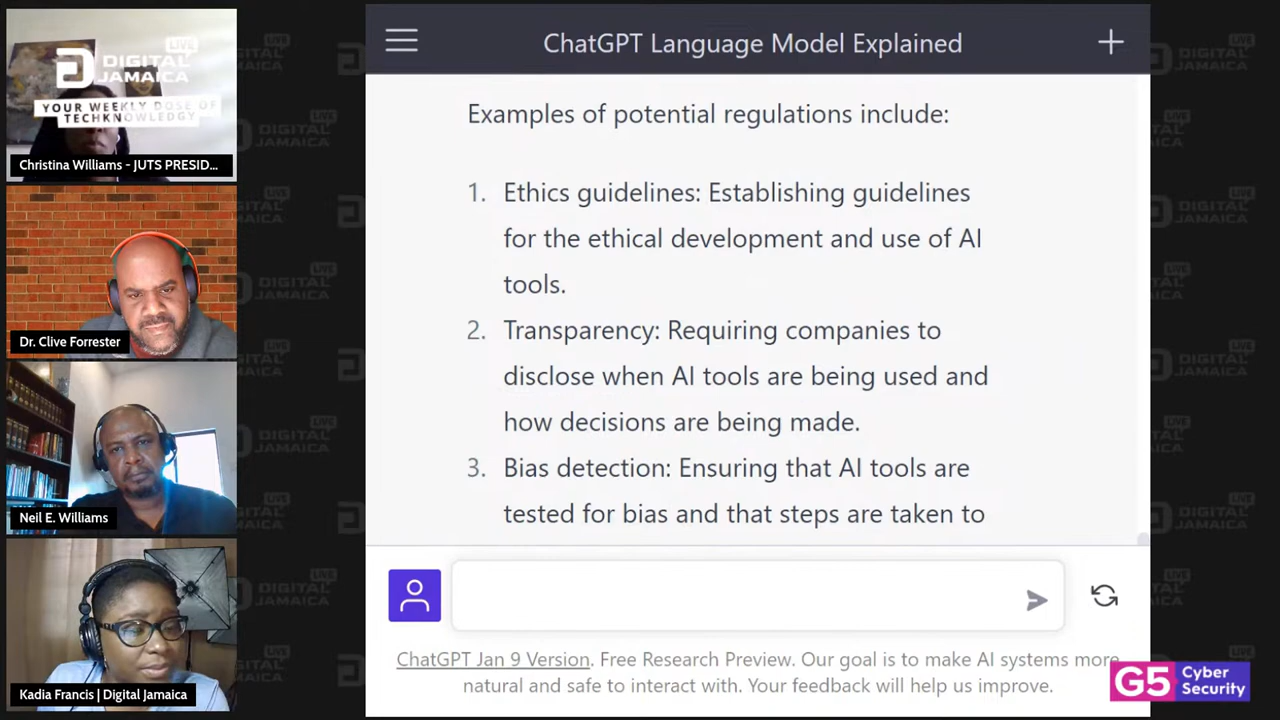 LIVE
DIGITAL
JAMAICA
YOUR WEEKLY DOSE OF
TECHKNOWLEDGY
Christina Williams - JUTS PRESID...
Dr. Clive Forrester
Neil E. Williams
Kadia Francis | Digital Jamaica
ChatGPT Language Model Explained
Examples of potential regulations include:
1. Ethics guidelines: Establishing guidelines
for the ethical development and use of AI
tools.
2. Transparency: Requiring companies to
disclose when AI tools are being used and
how decisions are being made.
3. Bias detection: Ensuring that AI tools are
tested for bias and that steps are taken to
ChatGPT Jan 9 Version. Free Research Preview. Our goal is to make AI systems more
natural and safe to interact with. Your feedback will help us improve.
G5 Cyber
Security